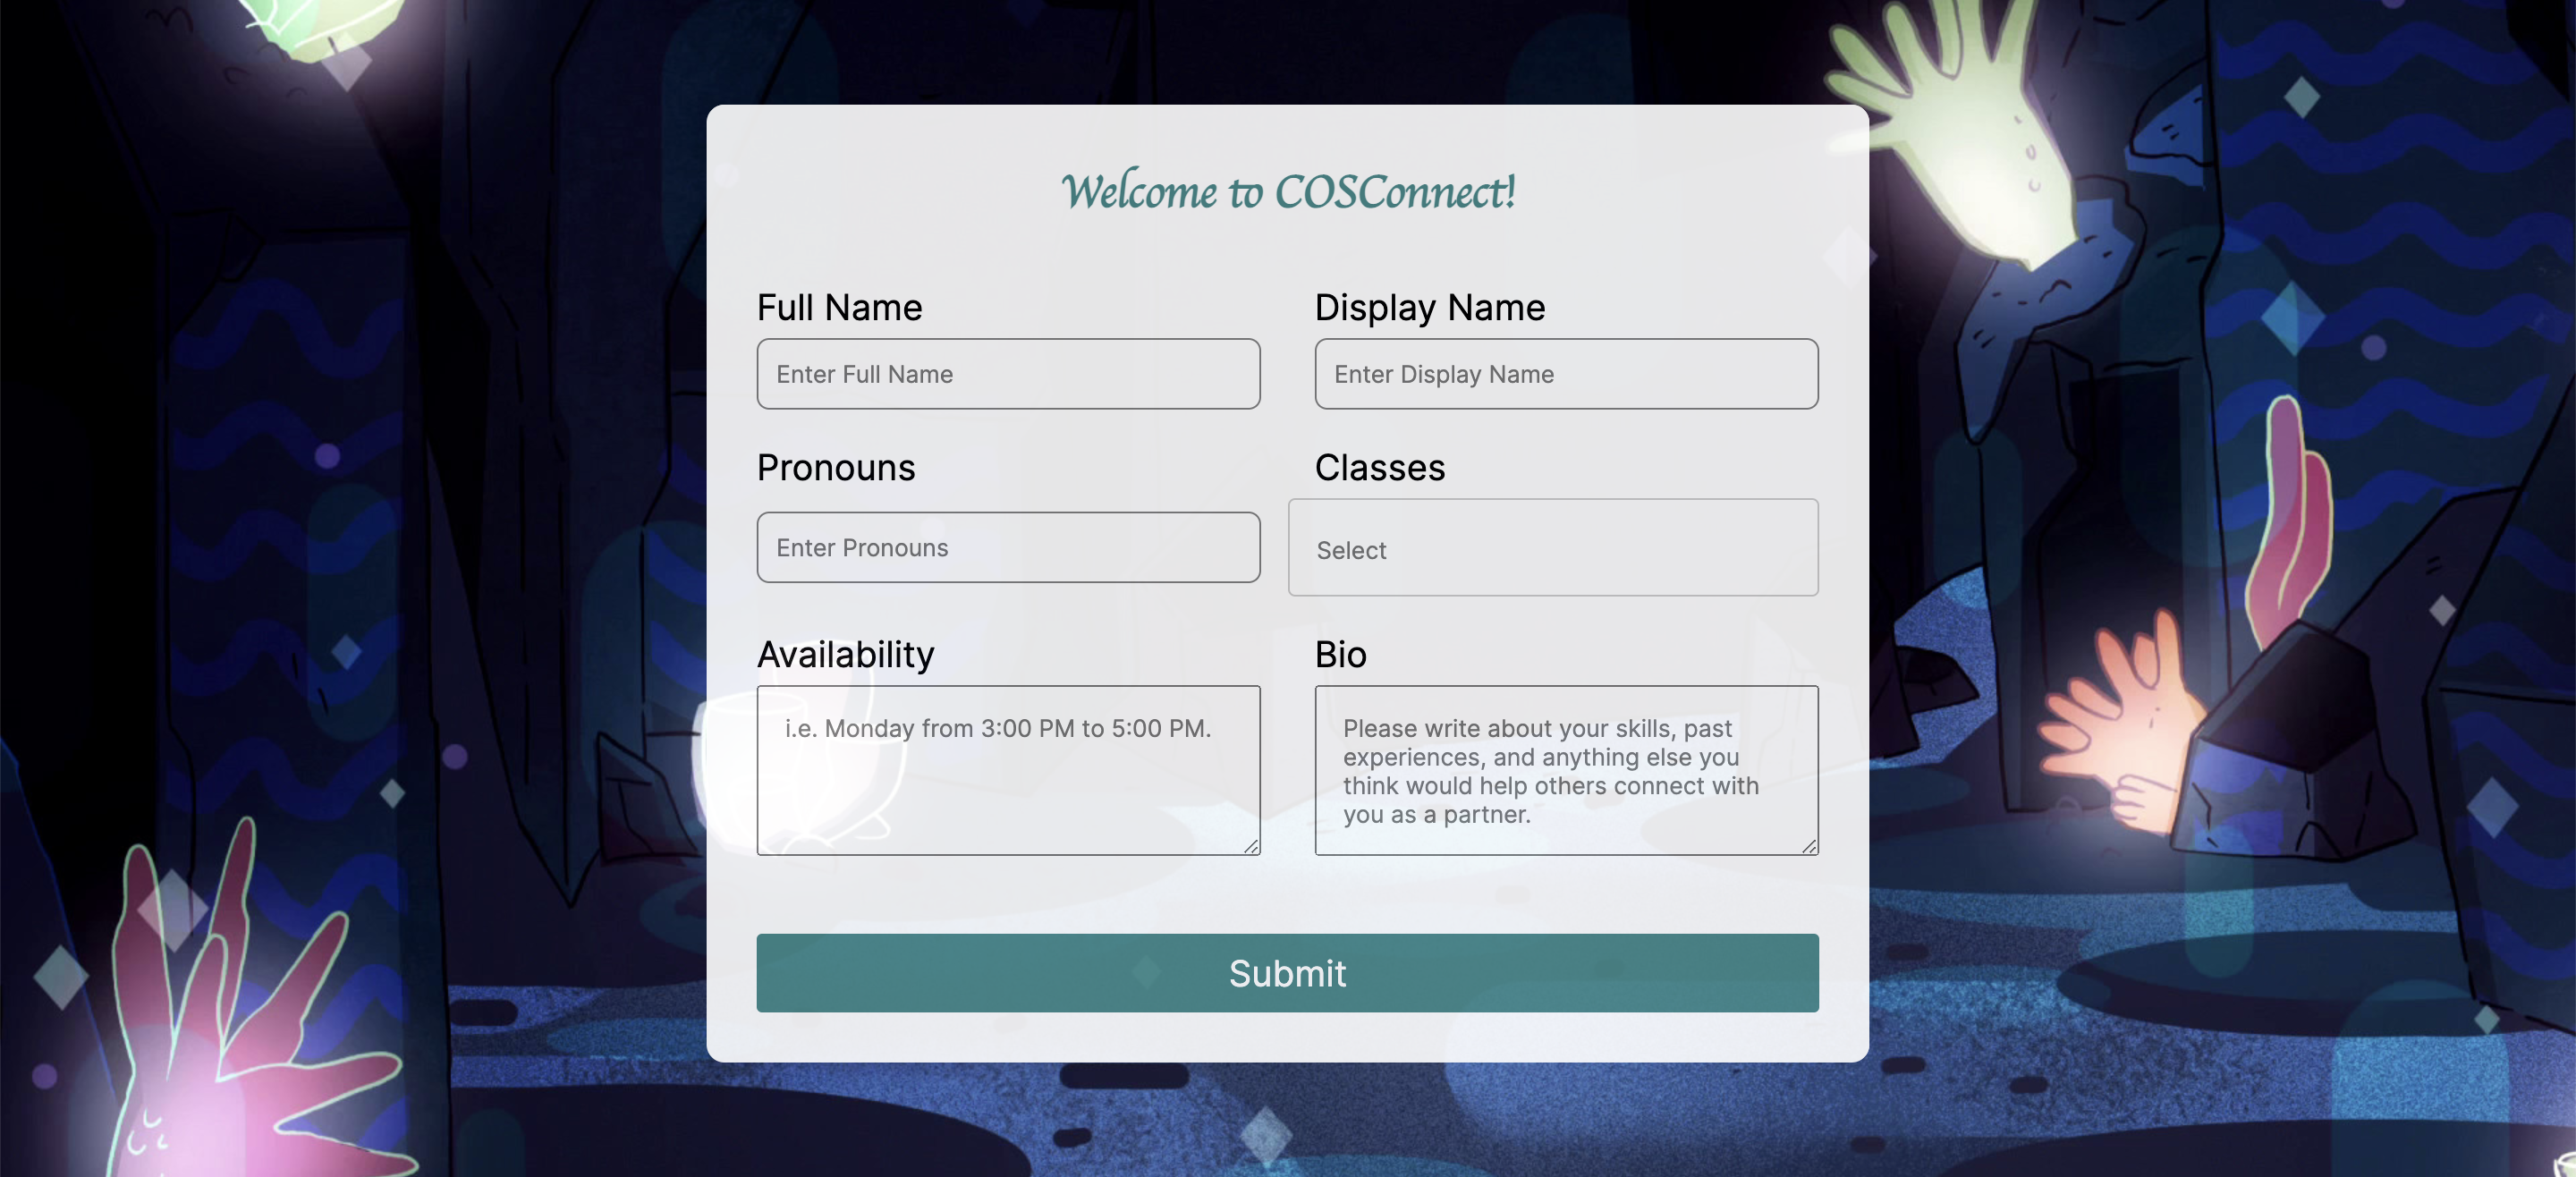 Welcome to COSConnect!
Full Name
Display Name
Enter Full Name
Enter Display Name
Pronouns
Classes
Enter Pronouns
Select
Availability
Bio
i.e. Monday from 3:00 PM to 5:00 PM.
Please write about your skills, past
experiences, and anything else you
think would help others connect with
you as a partner.
Submit